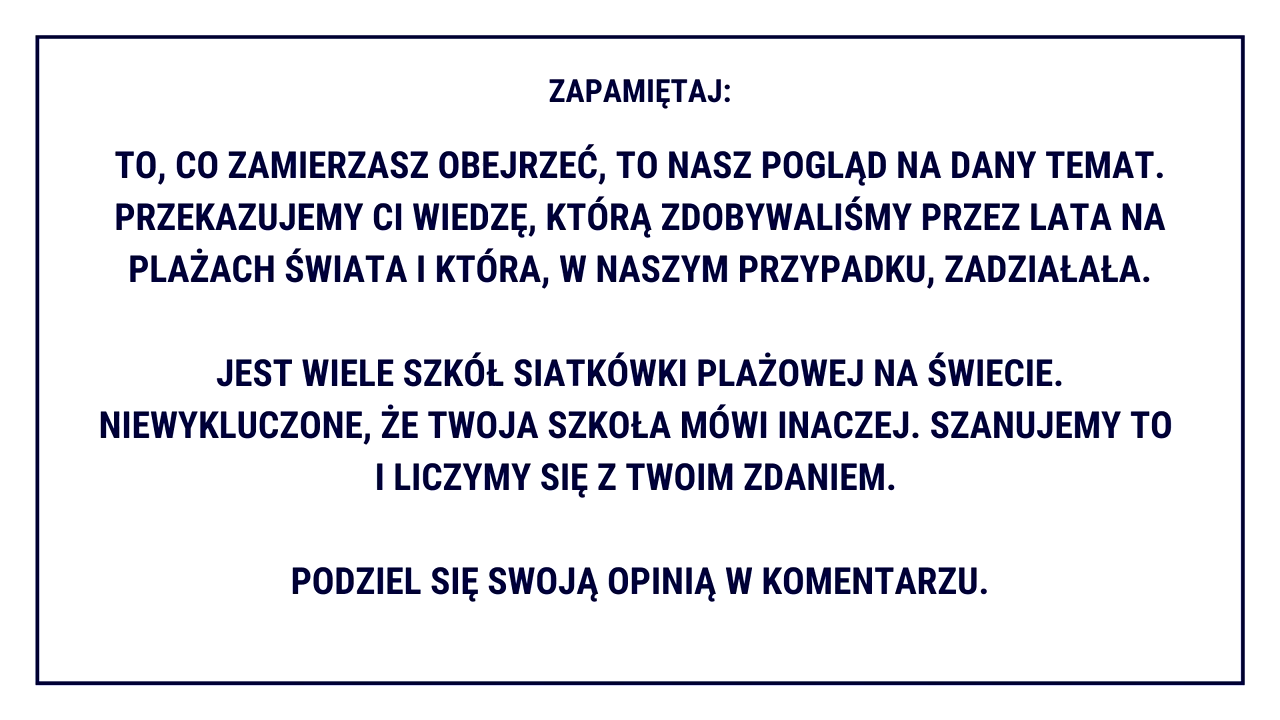 ZAPAMIĘTAJ:
TO, CO ZAMIERZASZ OBEJRZEĆ, TO NASZ POGLĄD NA DANY TEMAT.
PRZEKAZUJEMY CI WIEDZĘ, KTÓRĄ ZDOBYWALIŚMY PRZEZ LATA NA
PLAŻACH ŚWIATA I KTÓRA, W NASZYM PRZYPADKU, ZADZIAŁAŁA.
JEST WIELE SZKÓŁ SIATKÓWKI PLAŻOWEJ NA ŚWIECIE.
NIEWYKLUCZONE, ŻE TWOJA SZKOŁA MÓWI INACZEJ. SZANUJEMY TO
I LICZYMY SIĘ Z TWOIM ZDANIEM.
PODZIEL SIĘ SWOJĄ OPINIĄ W KOMENTARZU.